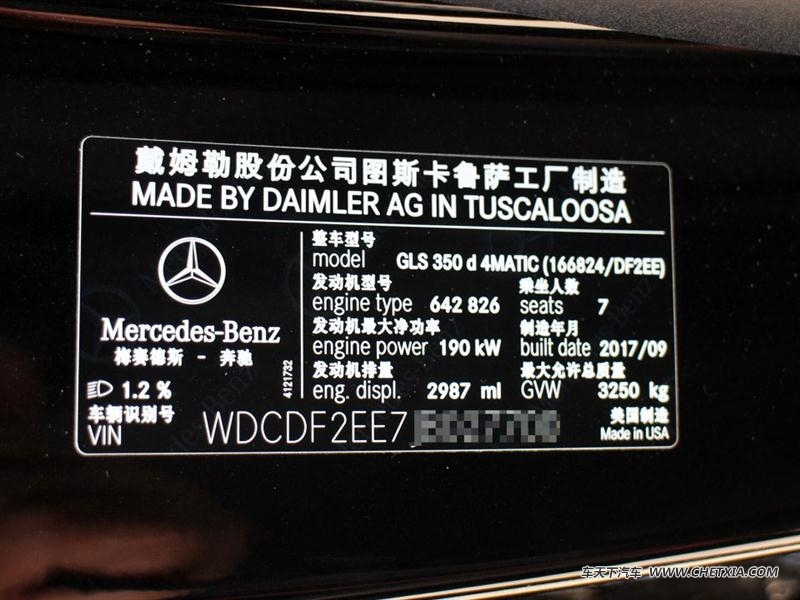 戴姆勒股份公司图斯卡鲁萨工厂制造
MADE BY DAIMLER AG IN TUSCALOOSA
Mercedes-Benz
梅赛德斯 - 奔驰
1.2 %
4121732
整车型号
model GLS 350 d 4MATIC (166824/DF2EE)
发动机型号 乘坐人数
engine type 642 826 seats 7
发动机最大净功率 制造年月
engine power 190 kW built date 2017/09
发动机排量 最大允许总质量
eng. displ. 2987 ml GVW 3250 kg
车辆识别号 美国制造
VIN WDCDF2EE7 Made in USA
车天下汽车 WWW.CHETXIA.COM